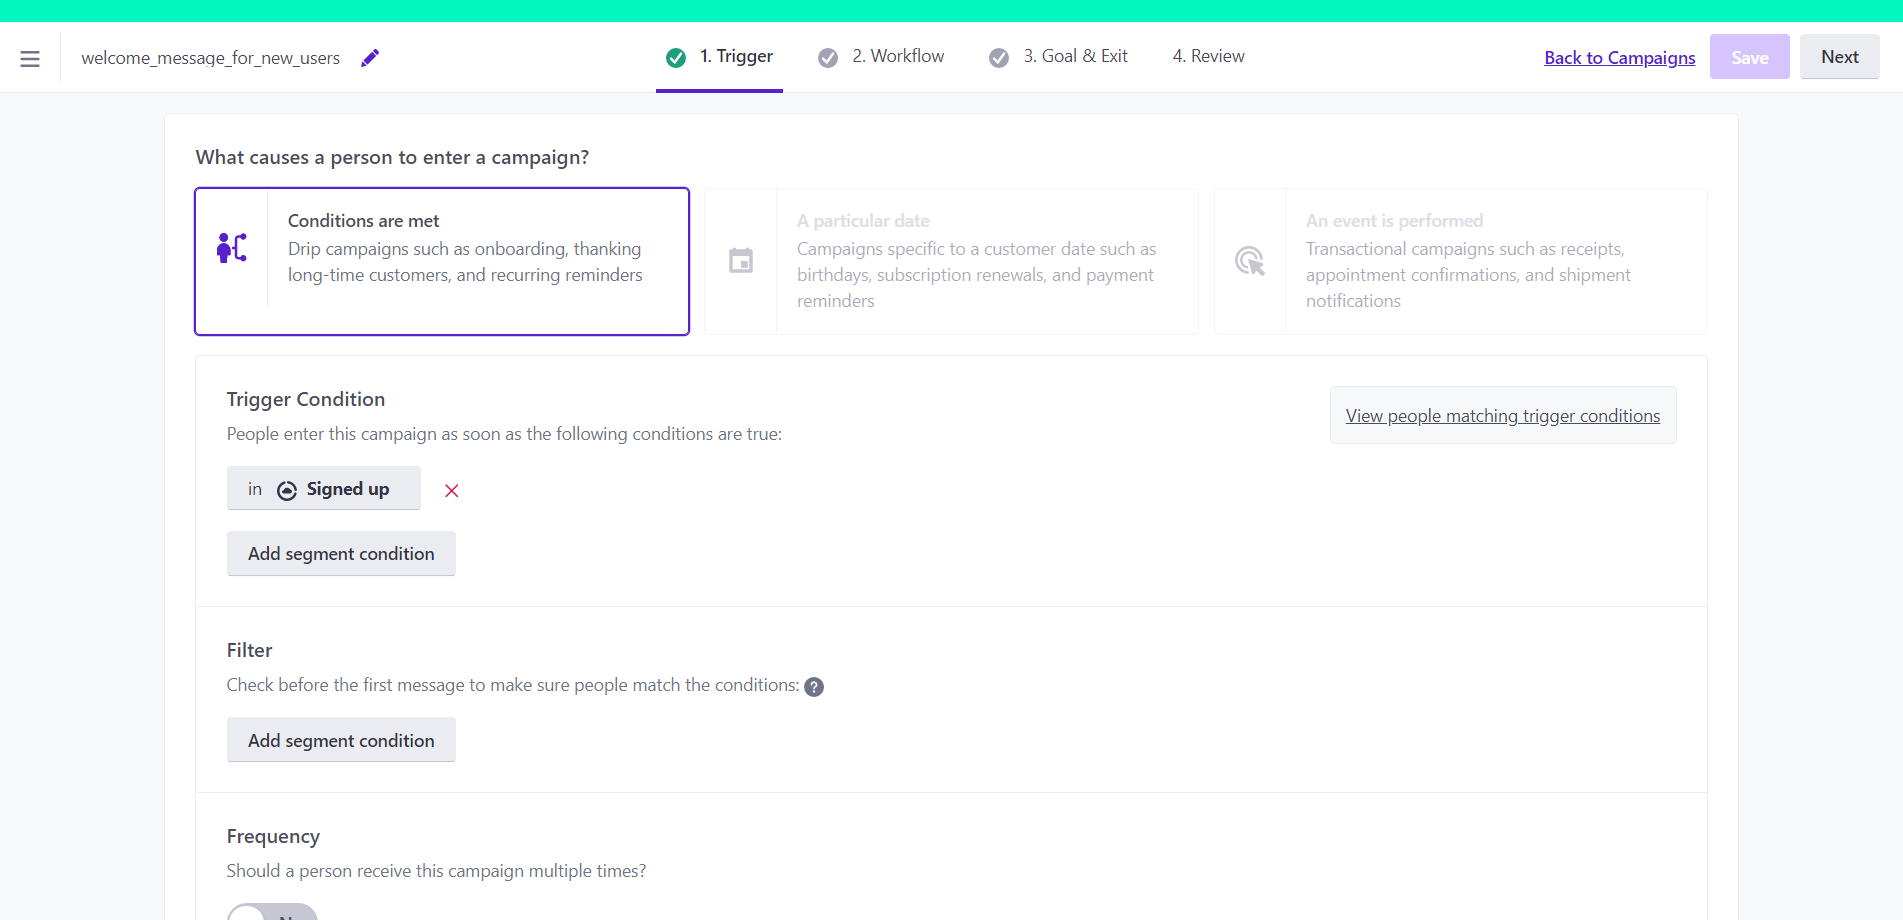 welcome_message_for_new_users
1. Trigger
2. Workflow
3. Goal & Exit
4. Review
Back to Campaigns
Save
Next
What causes a person to enter a campaign?
Conditions are met
Drip campaigns such as onboarding, thanking
long-time customers, and recurring reminders
A particular date
Campaigns specific to a customer date such as
birthdays, subscription renewals, and payment
reminders
An event is performed
Transactional campaigns such as receipts,
appointment confirmations, and shipment
notifications
Trigger Condition
People enter this campaign as soon as the following conditions are true:
View people matching trigger conditions
in Signed up
Add segment condition
Filter
Check before the first message to make sure people match the conditions: ?
Add segment condition
Frequency
Should a person receive this campaign multiple times?